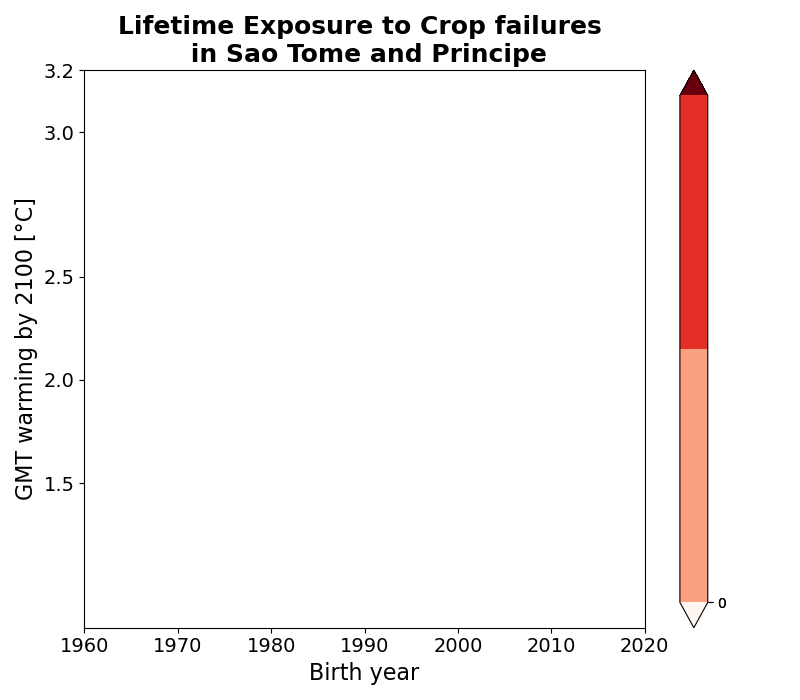 Lifetime Exposure to Crop failures
in Sao Tome and Principe
3.2
3.0
2.5
2.0
1.5
GMT warming by 2100 [°C]
0
1960 1970 1980 1990 2000 2010 2020
Birth year